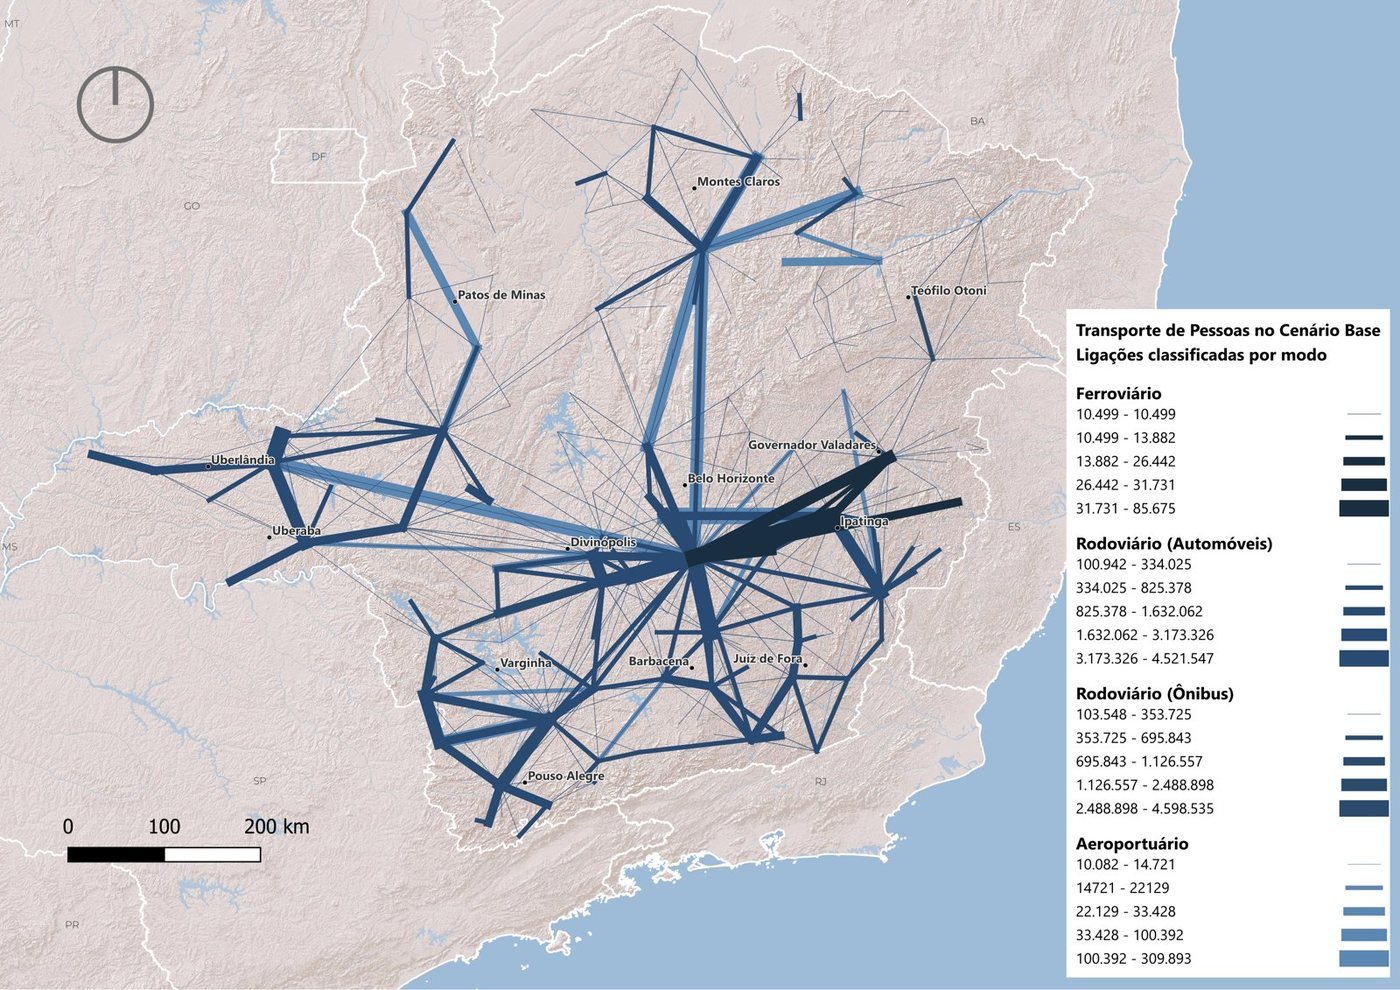 MT
DF
GO
BA
Montes Claros
Patos de Minas
Teófilo Otoni
Uberlândia
Governador Valadares
Belo Horizonte
Uberaba
Ipatinga
ES
MS
Divinópolis
Varginha
Barbacena
Juiz de Fora
Pouso Alegre
SP
RJ
0 100 200 km
PR
Transporte de Pessoas no Cenário Base
Ligações classificadas por modo
Ferroviário
10.499 - 10.499
10.499 - 13.882
13.882 - 26.442
26.442 - 31.731
31.731 - 85.675
Rodoviário (Automóveis)
100.942 - 334.025
334.025 - 825.378
825.378 - 1.632.062
1.632.062 - 3.173.326
3.173.326 - 4.521.547
Rodoviário (Ônibus)
103.548 - 353.725
353.725 - 695.843
695.843 - 1.126.557
1.126.557 - 2.488.898
2.488.898 - 4.598.535
Aeroportuário
10.082 - 14.721
14721 - 22129
22.129 - 33.428
33.428 - 100.392
100.392 - 309.893